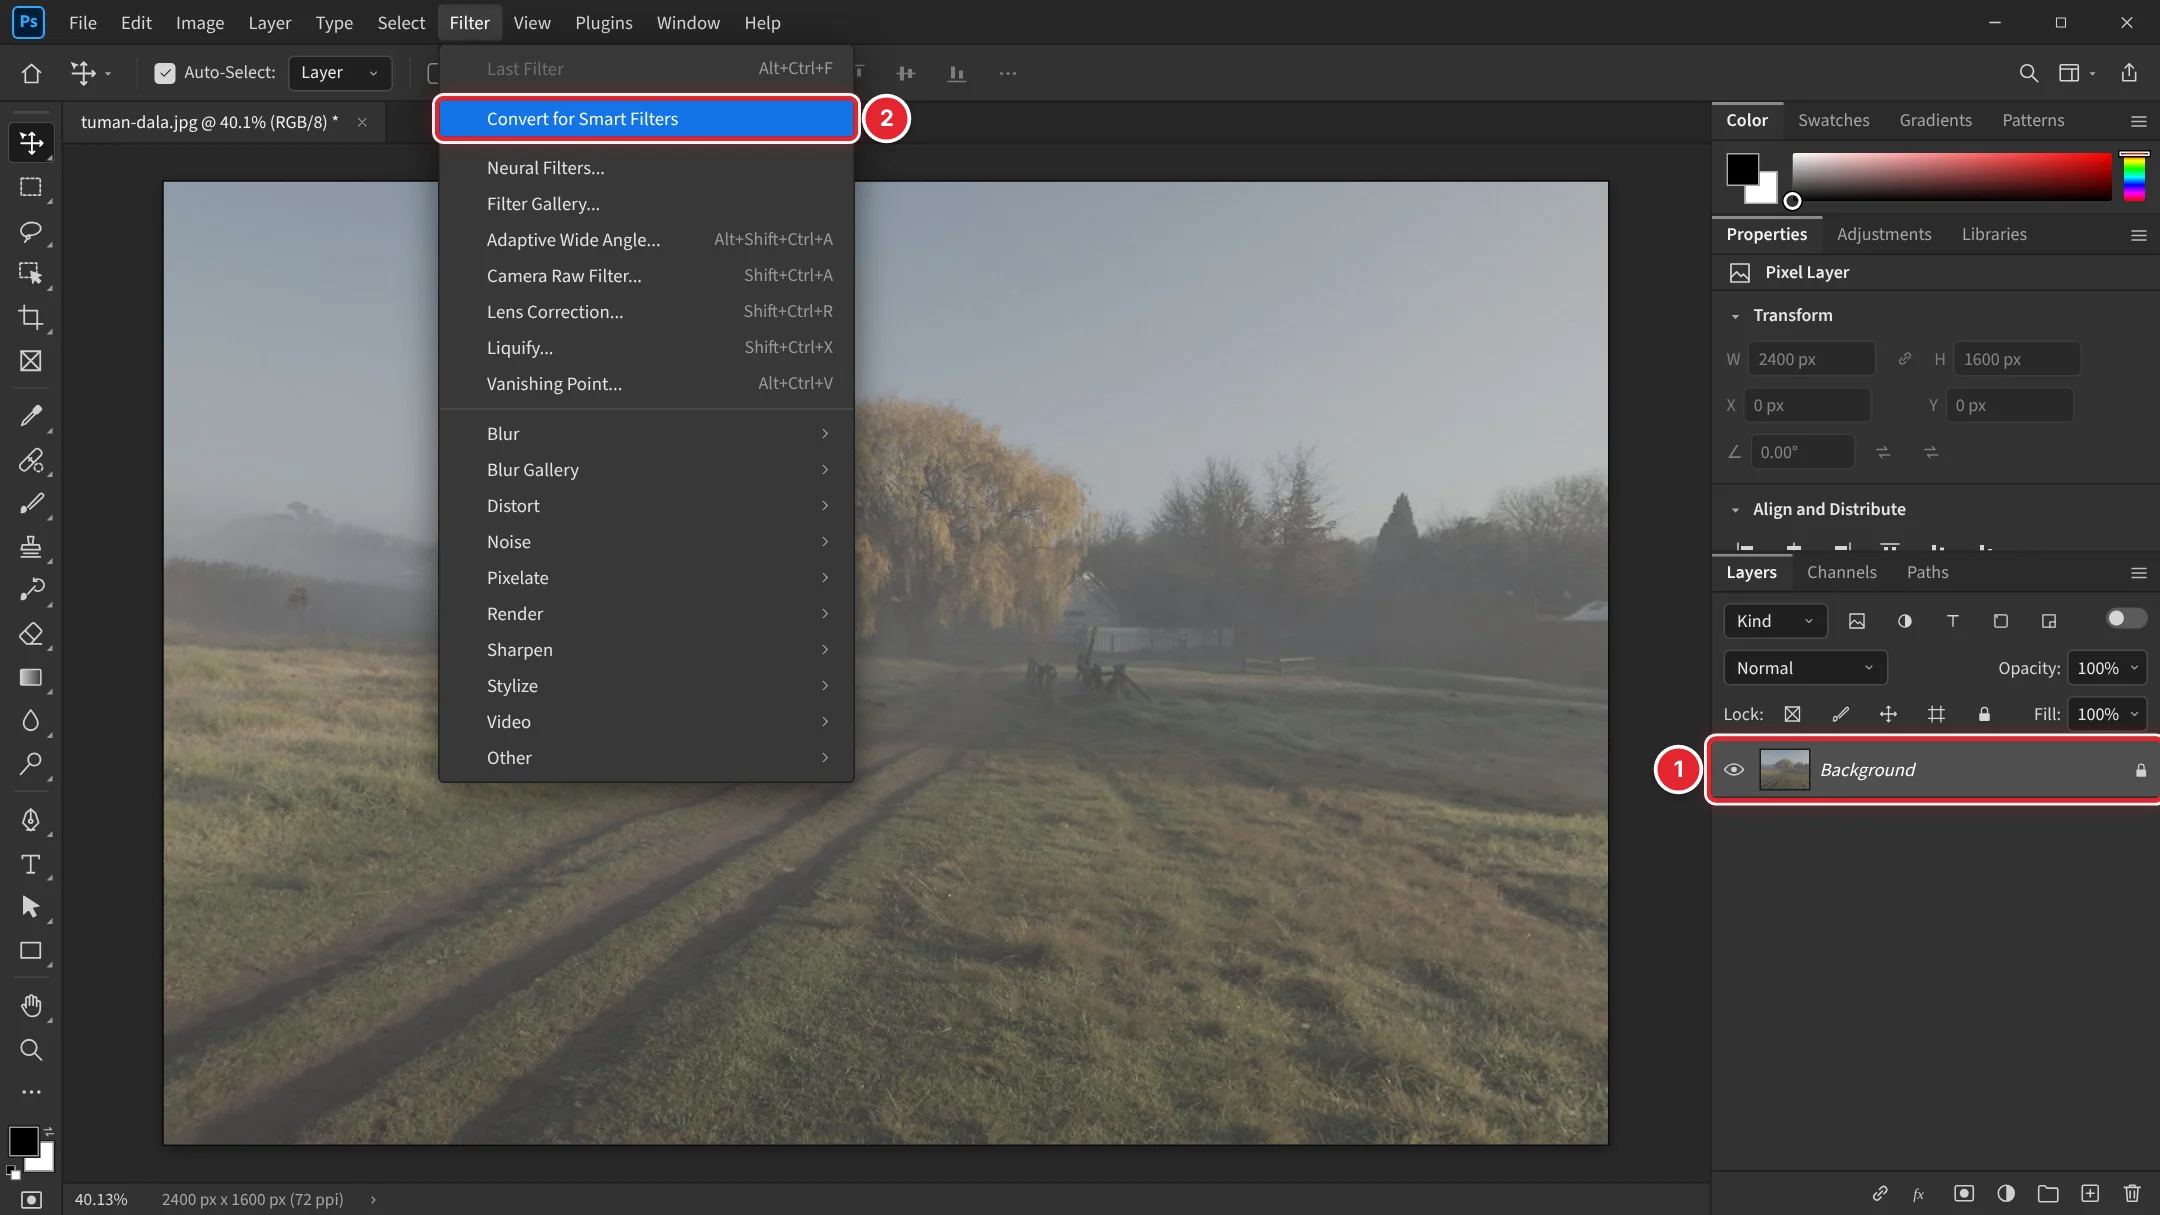 Ps File Edit Image Layer Type Select Filter View Plugins Window Help
Auto-Select: Layer
tuman-dala.jpg @ 40.1% (RGB/8) *
Last Filter Alt+Ctrl+F
Convert for Smart Filters
2
Neural Filters...
Filter Gallery...
Adaptive Wide Angle... Alt+Shift+Ctrl+A
Camera Raw Filter... Shift+Ctrl+A
Lens Correction... Shift+Ctrl+R
Liquify... Shift+Ctrl+X
Vanishing Point... Alt+Ctrl+V
Blur
Blur Gallery
Distort
Noise
Pixelate
Render
Sharpen
Stylize
Video
Other
Color Swatches Gradients Patterns
Properties Adjustments Libraries
Pixel Layer
Transform
W 2400 px H 1600 px
X 0 px Y 0 px
0.00°
Align and Distribute
Layers Channels Paths
Kind
Normal Opacity: 100%
Lock: Fill: 100%
1
Background
fx
40.13% 2400 px x 1600 px (72 ppi)